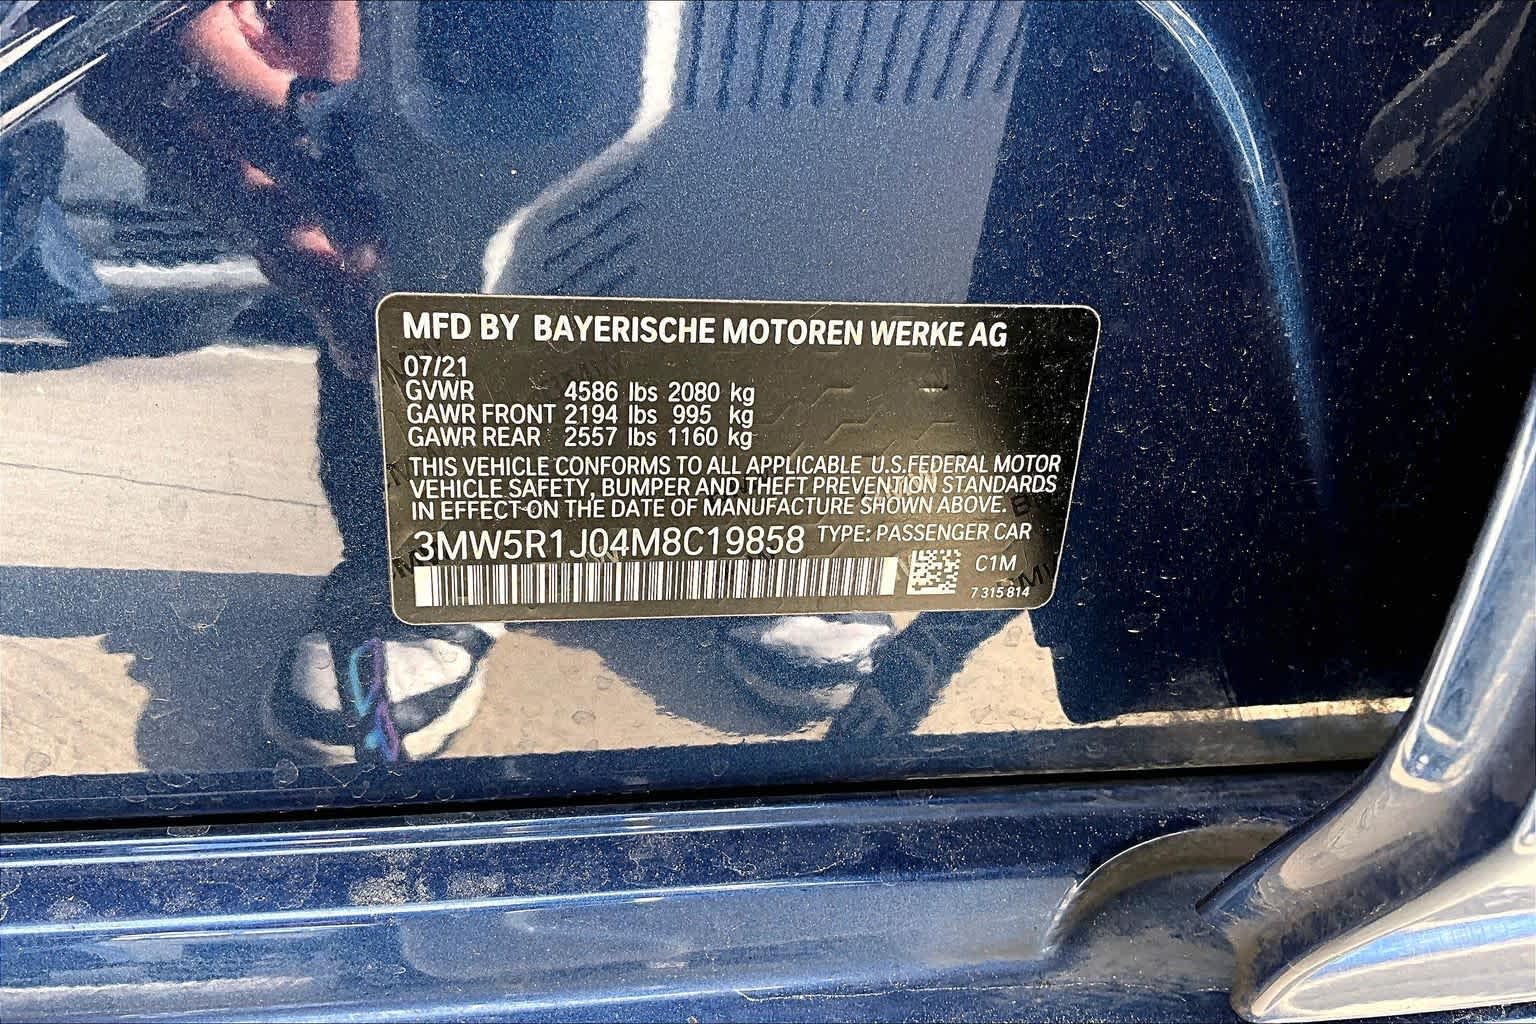 MFD BY BAYERISCHE MOTOREN WERKE AG
07/21
GVWR 4586 lbs 2080 kg
GAWR FRONT 2194 lbs 995 kg
GAWR REAR 2557 lbs 1160 kg
THIS VEHICLE CONFORMS TO ALL APPLICABLE U.S.FEDERAL MOTOR
VEHICLE SAFETY, BUMPER AND THEFT PREVENTION STANDARDS
IN EFFECT ON THE DATE OF MANUFACTURE SHOWN ABOVE.
3MW5R1J04M8C19858 TYPE: PASSENGER CAR
C1M
7 315 814